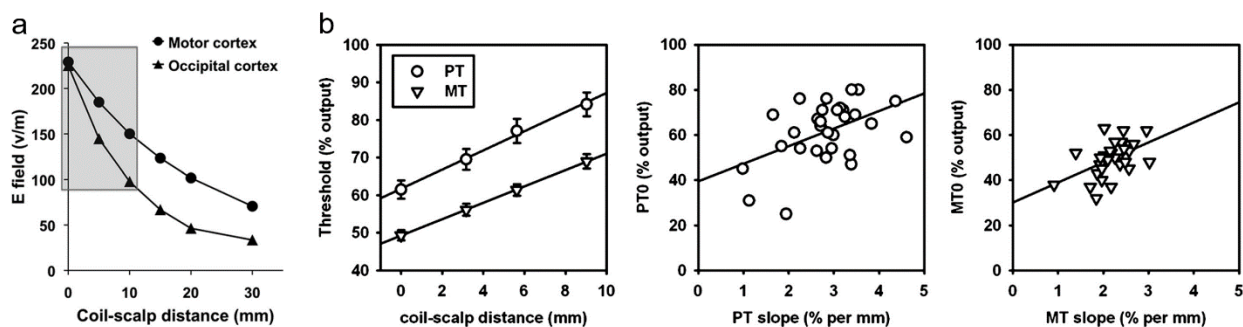 a
250
200
150
100
50
0
E field (v/m)
Motor cortex
Occipital cortex
0 10 20 30
Coil-scalp distance (mm)
b
100
90
80
70
60
50
40
Threshold (% output)
PT
MT
0 2 4 6 8 10
coil-scalp distance (mm)
100
80
60
40
20
0
PT0 (% output)
0 1 2 3 4 5
PT slope (% per mm)
100
80
60
40
20
0
MT0 (% output)
0 1 2 3 4 5
MT slope (% per mm)